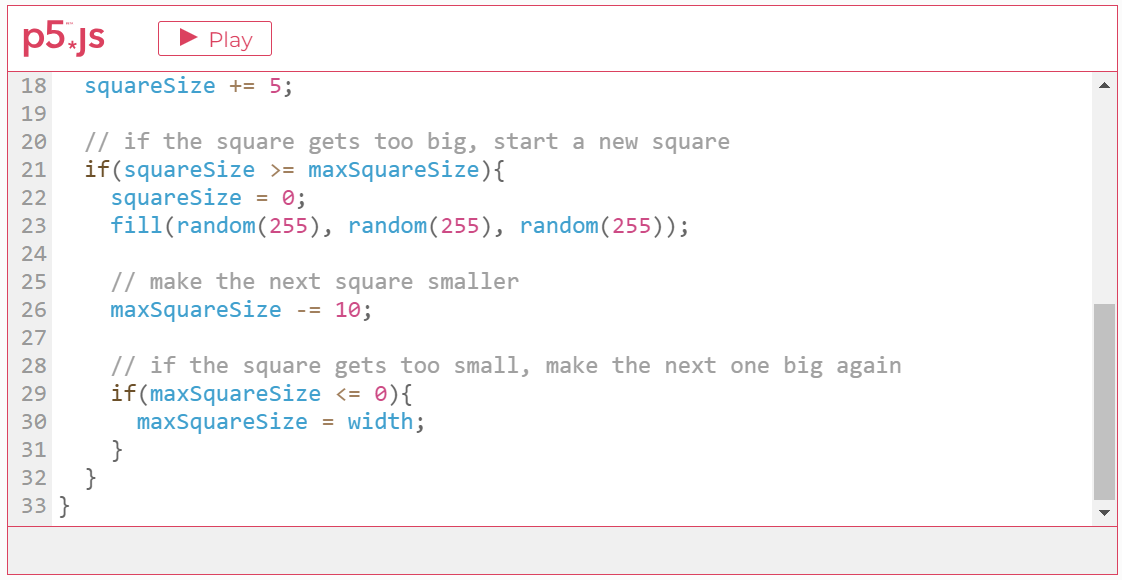 p5.js
Play
18 squareSize += 5;
19
20 // if the square gets too big, start a new square
21 if(squareSize >= maxSquareSize){
22 squareSize = 0;
23 fill(random(255), random(255), random(255));
24
25 // make the next square smaller
26 maxSquareSize -= 10;
27
28 // if the square gets too small, make the next one big again
29 if(maxSquareSize <= 0){
30 maxSquareSize = width;
31 }
32 }
33 }